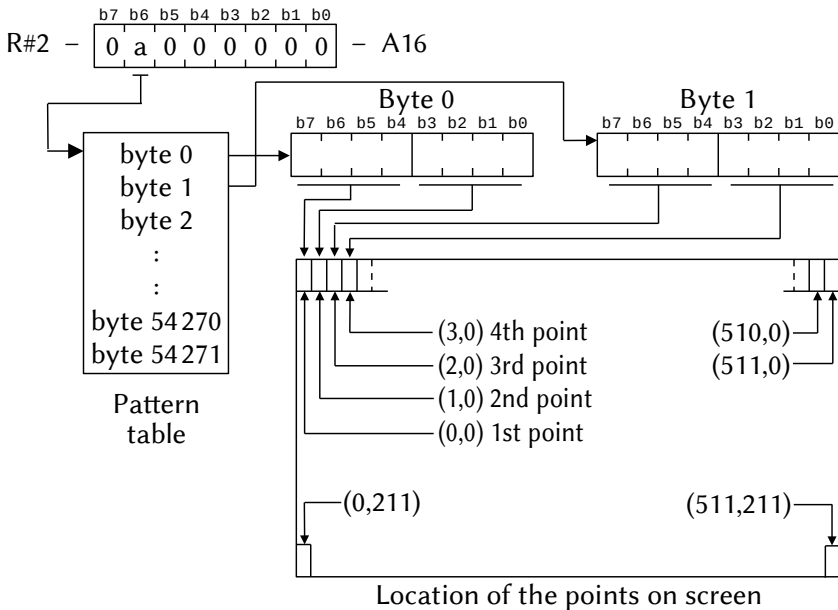 b7 b6 b5 b4 b3 b2 b1 b0
R#2 – 0 a 0 0 0 0 0 0 – A16
Byte 0 Byte 1
b7 b6 b5 b4 b3 b2 b1 b0 b7 b6 b5 b4 b3 b2 b1 b0
byte 0
byte 1
byte 2
:
:
byte 54 270
byte 54 271
Pattern
table
(3,0) 4th point (510,0)
(2,0) 3rd point (511,0)
(1,0) 2nd point
(0,0) 1st point
(0,211) (511,211)
Location of the points on screen